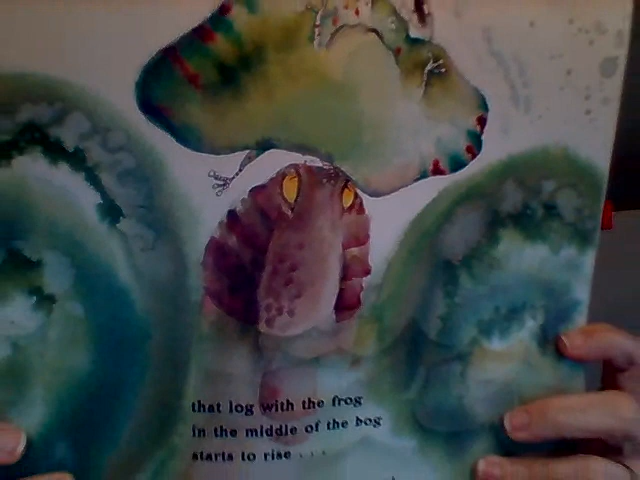 that log with the frog
in the middle of the bog
starts to rise . . .